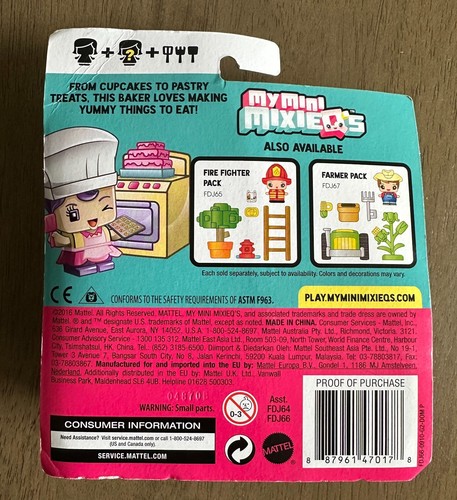 ?
FROM CUPCAKES TO PASTRY
TREATS, THIS BAKER LOVES MAKING
YUMMY THINGS TO EAT!
MY MINI
MIXIEQ'S
ALSO AVAILABLE
FIRE FIGHTER
PACK
FDJ65
FARMER PACK
FDJ67
Each sold separately, subject to availability. Colors and decorations may vary.
CE
CONFORMS TO THE SAFETY REQUIREMENTS OF ASTM F963.
PLAY.MYMINIMIXIEQS.COM
©2016 Mattel. All Rights Reserved. MATTEL, MY MINI MIXIEQ'S, and associated trademarks and trade dress are owned by
Mattel. ® and ™ designate U.S. trademarks of Mattel, except as noted. MADE IN CHINA. Consumer Services - Mattel, Inc.,
636 Girard Avenue, East Aurora, NY 14052, U.S.A. 1-800-524-8697. Mattel Australia Pty. Ltd., Richmond, Victoria. 3121.
Consumer Advisory Service - 1300 135 312. Mattel East Asia Ltd., Room 503-09, North Tower, World Finance Centre, Harbour
City, Tsimshatsui, HK, China. Tel.: (852) 3185-6500. Diimport & Diedarkan Oleh: Mattel Southeast Asia Pte. Ltd., No 19-1,
Tower 3 Avenue 7, Bangsar South City, No 8, Jalan Kerinchi, 59200 Kuala Lumpur, Malaysia. Tel: 03-78803817, Fax:
03-78803867. Manufactured for and imported into the EU by: Mattel Europa B.V., Gondel 1, 1186 MJ Amstelveen,
Nederland. Additionally distributed in the EU by: Mattel U.K. Ltd., Vanwall
Business Park, Maidenhead SL6 4UB. Helpline 01628 500303.
WARNING: Small parts.
0-3
Asst.
FDJ64
FDJ66
PROOF OF PURCHASE
CONSUMER INFORMATION
Need Assistance? Visit service.mattel.com or call 1-800-524-8697
(US and Canada only).
SERVICE.MATTEL.COM
MATTEL
8 87961 47017 8